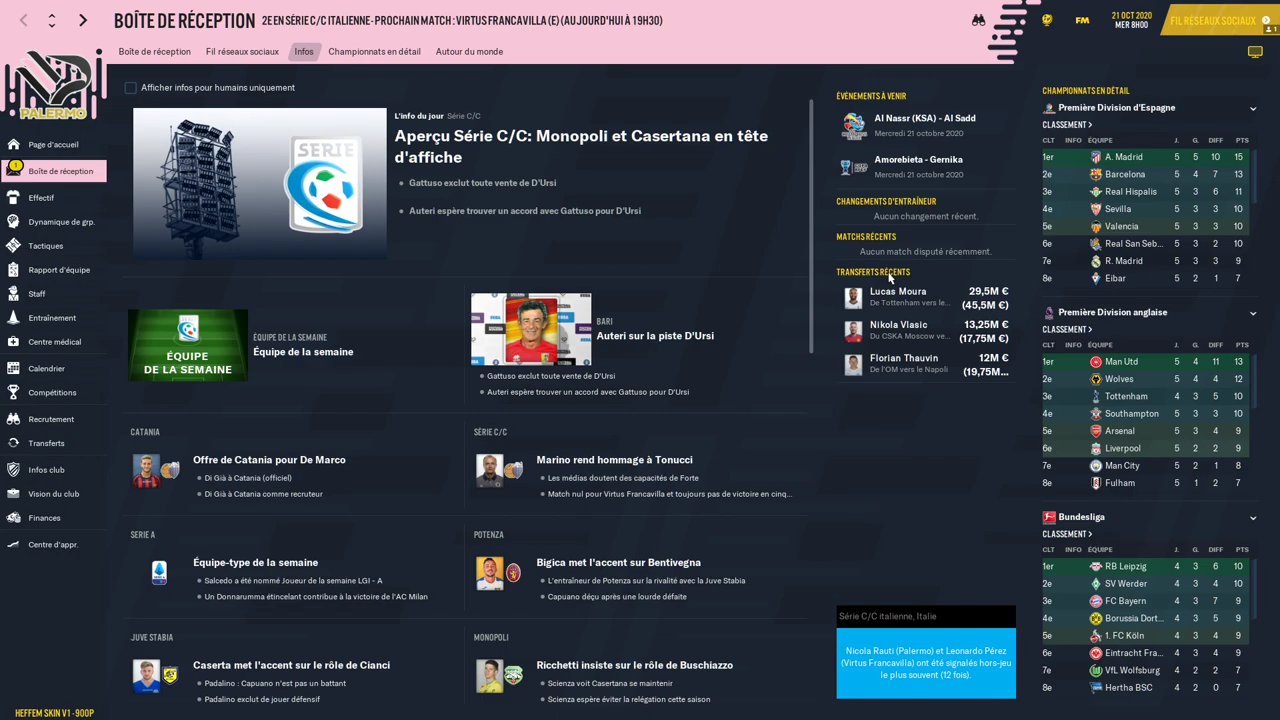 BOÎTE DE RÉCEPTION 2E EN SÉRIE C/C ITALIENNE - PROCHAIN MATCH : VIRTUS FRANCAVILLA (E) (AUJOURD'HUI À 19H30)
FM
21 OCT 2020
MER 8H00
FIL RÉSEAUX SOCIAUX
1
Boîte de réception Fil réseaux sociaux Infos Championnats en détail Autour du monde
PALERMO
Page d'accueil
1
Boîte de réception
Effectif
Dynamique de grp.
Tactiques
Rapport d'équipe
Staff
Entraînement
Centre médical
Calendrier
Compétitions
Recrutement
Transferts
Infos club
Vision du club
Finances
Centre d'appr.
HEFFEM SKIN V1 - 900P
Afficher infos pour humains uniquement
SERIE
C
L'info du jour Série C/C
Aperçu Série C/C: Monopoli et Casertana en tête
d'affiche
Gattuso exclut toute vente de D'Ursi
Auteri espère trouver un accord avec Gattuso pour D'Ursi
ÉQUIPE
DE LA SEMAINE
ÉQUIPE DE LA SEMAINE
Équipe de la semaine
BARI
Auteri sur la piste D'Ursi
Gattuso exclut toute vente de D'Ursi
Auteri espère trouver un accord avec Gattuso pour D'Ursi
CATANIA
Offre de Catania pour De Marco
Di Già à Catania (officiel)
Di Già à Catania comme recruteur
SÉRIE C/C
Marino rend hommage à Tonucci
Les médias doutent des capacités de Forte
Match nul pour Virtus Francavilla et toujours pas de victoire en cinq...
SERIE A
Équipe-type de la semaine
Salcedo a été nommé Joueur de la semaine LGI - A
Un Donnarumma étincelant contribue à la victoire de l'AC Milan
POTENZA
Bigica met l'accent sur Bentivegna
L'entraîneur de Potenza sur la rivalité avec la Juve Stabia
Capuano déçu après une lourde défaite
JUVE STABIA
Caserta met l'accent sur le rôle de Cianci
Padalino : Capuano n'est pas un battant
Padalino exclut de jouer défensif
MONOPOLI
Ricchetti insiste sur le rôle de Buschiazzo
Scienza voit Casertana se maintenir
Scienza espère éviter la relégation cette saison
ÉVÉNEMENTS À VENIR
Al Nassr (KSA) - Al Sadd
Mercredi 21 octobre 2020
Amorebieta - Gernika
Mercredi 21 octobre 2020
CHANGEMENTS D'ENTRAÎNEUR
Aucun changement récent.
MATCHS RÉCENTS
Aucun match disputé récemment.
TRANSFERTS RÉCENTS
Lucas Moura 29,5M €
De Tottenham vers le... (45,5M €)
Nikola Vlasic 13,25M €
Du CSKA Moscow ve... (17,75M €)
Florian Thauvin 12M €
De l'OM vers le Napoli (19,75M...
Série C/C italienne, Italie
Nicola Rauti (Palermo) et Leonardo Pérez
(Virtus Francavilla) ont été signalés hors-jeu
le plus souvent (12 fois).
CHAMPIONNATS EN DÉTAIL
Première Division d'Espagne
CLASSEMENT >
CLT INFO ÉQUIPE J. G. DIFF PTS
1er A. Madrid 5 5 10 15
2e Barcelona 5 4 7 13
3e Real Hispalis 5 3 6 11
4e Sevilla 5 3 3 10
5e Valencia 5 3 3 10
6e Real San Seb... 5 3 2 10
7e R. Madrid 5 3 3 9
8e Eibar 5 2 1 7
Première Division anglaise
CLASSEMENT >
CLT INFO ÉQUIPE J. G. DIFF PTS
1er Man Utd 5 4 11 13
2e Wolves 5 4 4 12
3e Tottenham 4 3 5 10
4e Southampton 5 3 3 10
5e Arsenal 5 3 4 9
6e Liverpool 5 2 2 9
7e Man City 5 2 1 8
8e Fulham 5 1 2 7
Bundesliga
CLASSEMENT >
CLT INFO ÉQUIPE J. G. DIFF PTS
1er RB Leipzig 4 3 6 10
2e SV Werder 4 3 4 10
3e FC Bayern 4 3 7 9
4e Borussia Dort... 4 3 4 9
5e 1. FC Köln 4 3 4 9
6e Eintracht Fra... 4 3 3 9
7e VfL Wolfsburg 4 2 2 7
8e Hertha BSC 4 2 0 7